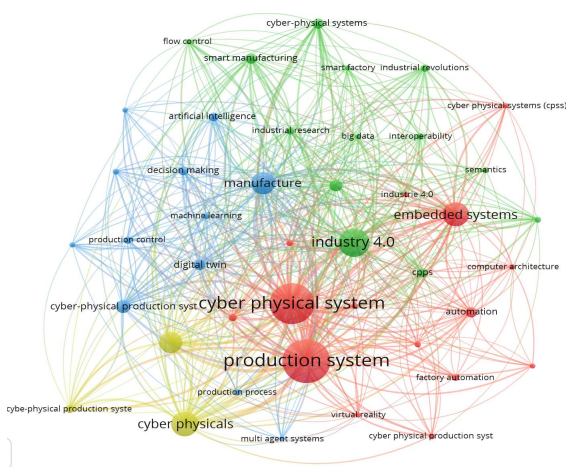 cyber-physical systems
flow control
smart manufacturing
smart factory
industrial revolutions
cyber physical systems (cpss)
artificial intelligence
industrial research
big data
interoperability
decision making
semantics
manufacture
industrie 4.0
machine learning
embedded systems
production control
industry 4.0
digital twin
cpps
computer architecture
cyber-physical production syst
cyber physical system
automation
production system
factory automation
production process
cybe-physical production syste
virtual reality
cyber physicals
multi agent systems
cyber physical production syst